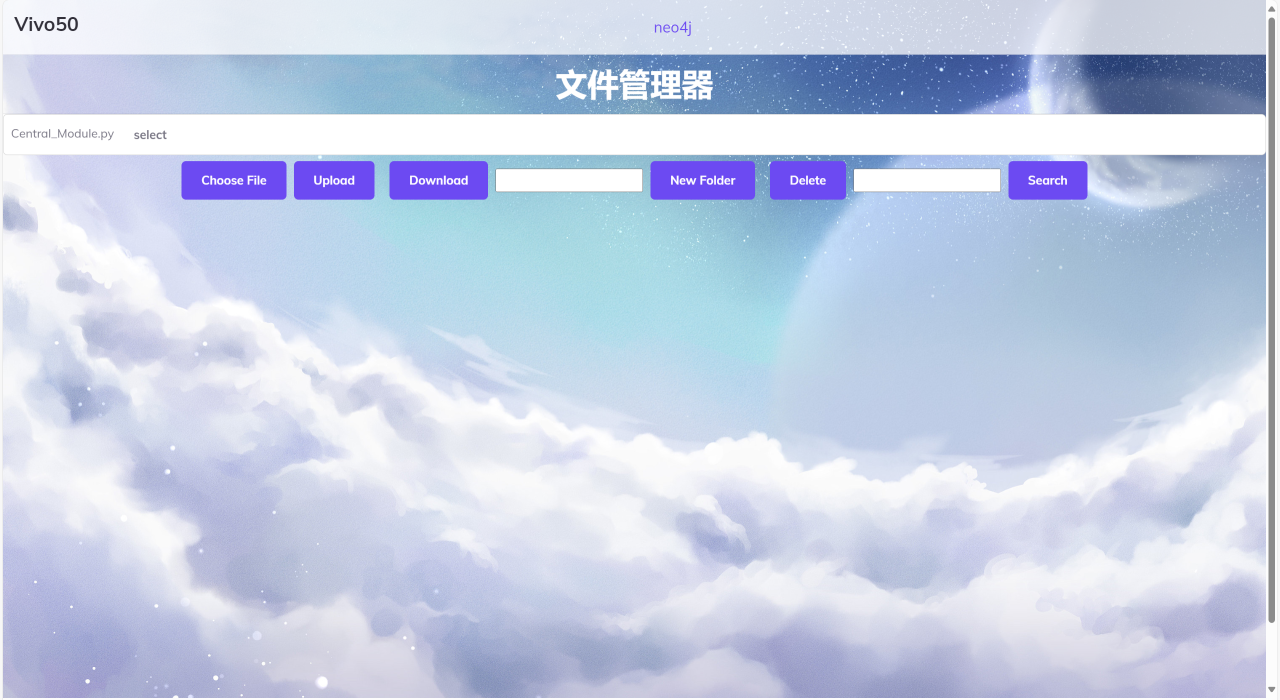 Vivo50
neo4j
文件管理器
Central_Module.py select
Choose File Upload Download New Folder Delete Search